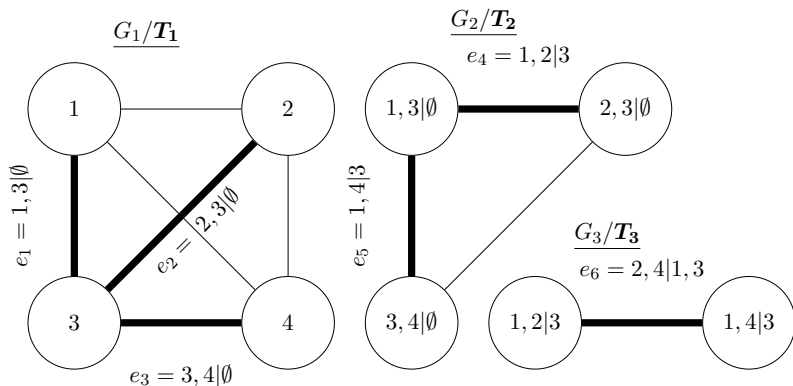 G₁/T₁
1
2
e₁ = 1, 3|∅
e₂ = 2, 3|∅
3
4
e₃ = 3, 4|∅
G₂/T₂
e₄ = 1, 2|3
1, 3|∅
2, 3|∅
e₅ = 1, 4|3
3, 4|∅
G₃/T₃
e₆ = 2, 4|1, 3
1, 2|3
1, 4|3